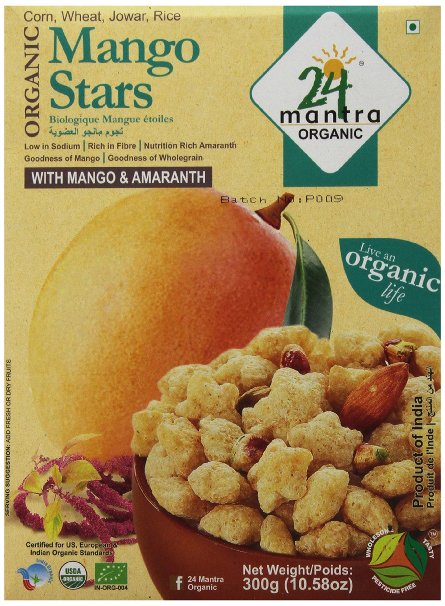 Corn, Wheat, Jowar, Rice
ORGANIC
Mango
Stars
Biologique Mangue étoiles
نجوم مانجو العضوية
Low in Sodium | Rich in Fibre | Nutrition Rich Amaranth
Goodness of Mango | Goodness of Wholegrain
WITH MANGO & AMARANTH
24
mantra
ORGANIC
®
Batch No:P009
Live an
organic
life
SERVING SUGGESTION: ADD FRESH OR DRY FRUITS
Product of India
Produit de l'Inde
Certified for US, European &
Indian Organic Standards
USDA
ORGANIC
IN-ORG-004
f 24 Mantra
Organic
Net Weight/Poids:
300g (10.58oz)
WHOLESOME
TASTY
PESTICIDE FREE
TM